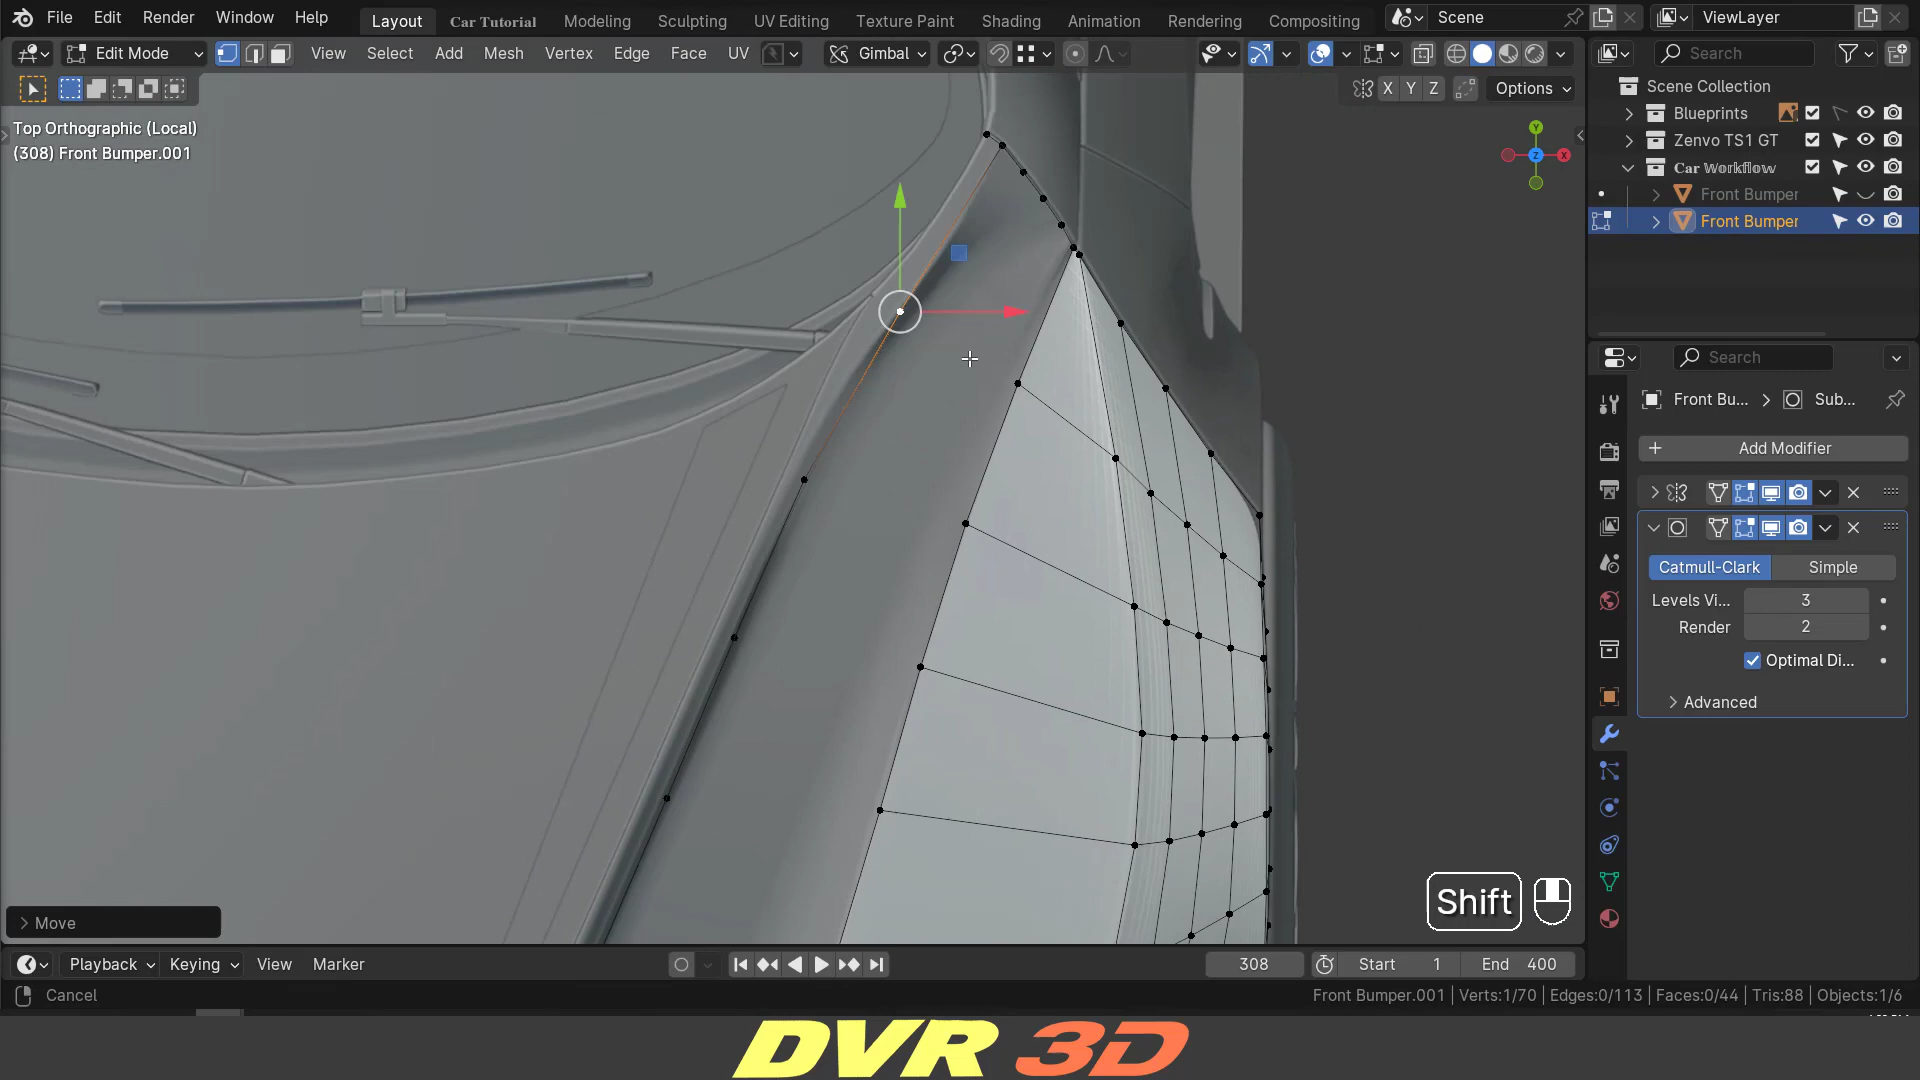 File Edit Render Window Help Layout Car Tutorial Modeling Sculpting UV Editing Texture Paint Shading Animation Rendering Compositing Scene ViewLayer
Edit Mode View Select Add Mesh Vertex Edge Face UV Gimbal Search
X Y Z Options
Scene Collection
Top Orthographic (Local)
Blueprints
(308) Front Bumper.001
Zenvo TS1 GT
Car Workflow
Front Bumper
Front Bumper
Y
Z
X
Search
Front Bu... > Sub...
+ Add Modifier
Catmull-Clark Simple
Levels Vi... 3
Render 2
Optimal Di...
Advanced
Shift
Move
Playback Keying View Marker 308 Start 1 End 400
Cancel Front Bumper.001 | Verts:1/70 | Edges:0/113 | Faces:0/44 | Tris:88 | Objects:1/6
DVR 3D